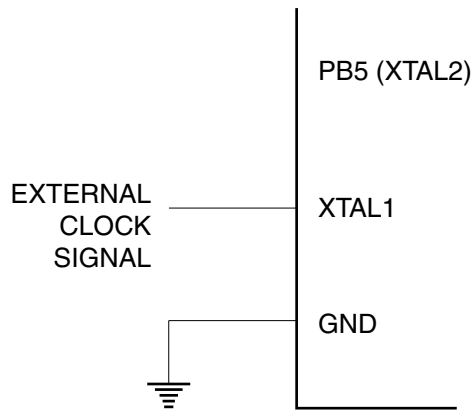 PB5 (XTAL2)
EXTERNAL
CLOCK
SIGNAL
XTAL1
GND